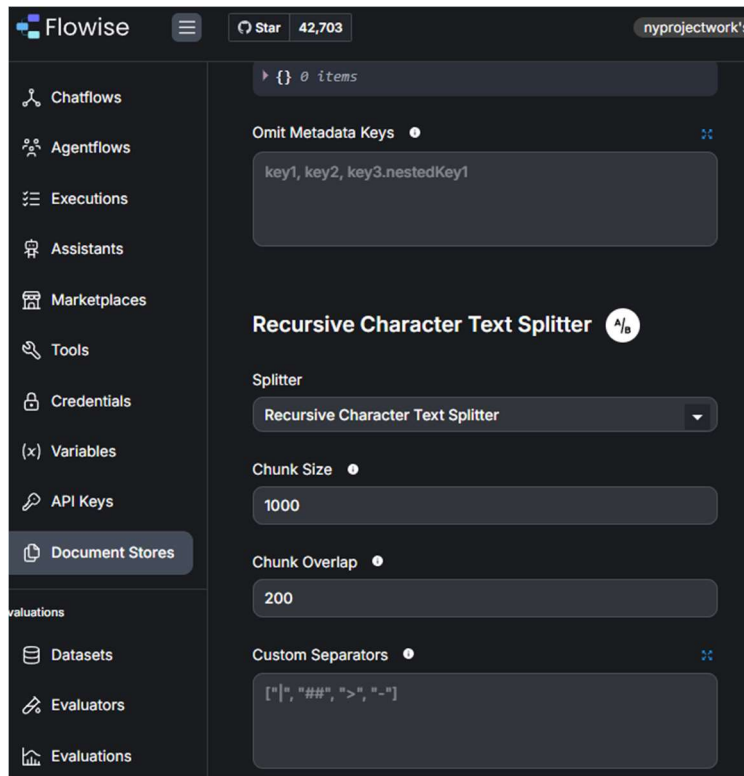 Flowise
Star 42,703
nyprojectwork's
Chatflows
Agentflows
Executions
Assistants
Marketplaces
Tools
Credentials
(x) Variables
API Keys
Document Stores
valuations
Datasets
Evaluators
Evaluations
{} 0 items
Omit Metadata Keys
key1, key2, key3.nestedKey1
Recursive Character Text Splitter A/B
Splitter
Recursive Character Text Splitter
Chunk Size
1000
Chunk Overlap
200
Custom Separators
["|", "##", ">", "-"]